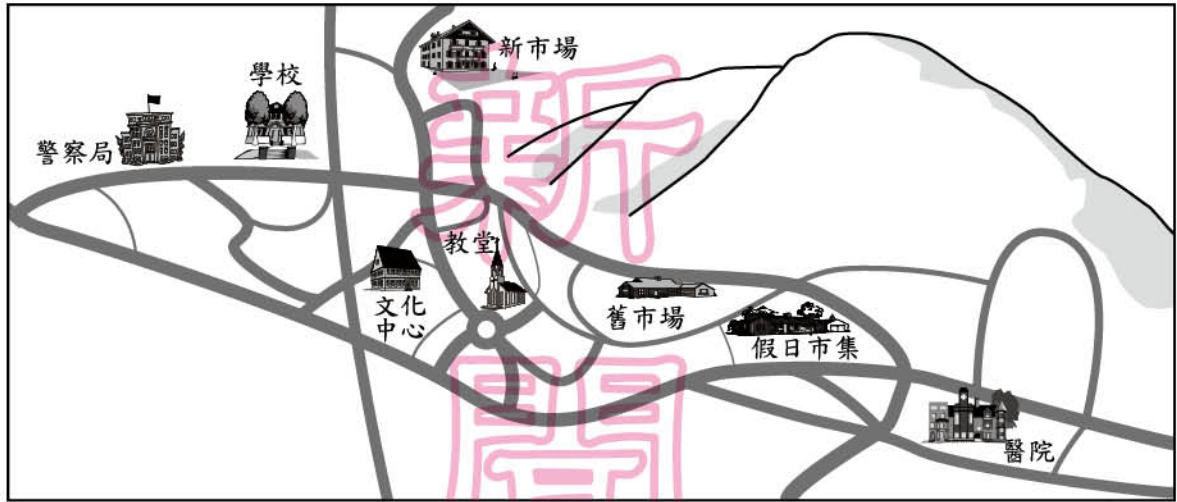 新市場
學校
警察局
教堂
文化
中心
舊市場
假日市集
醫院
新
聞